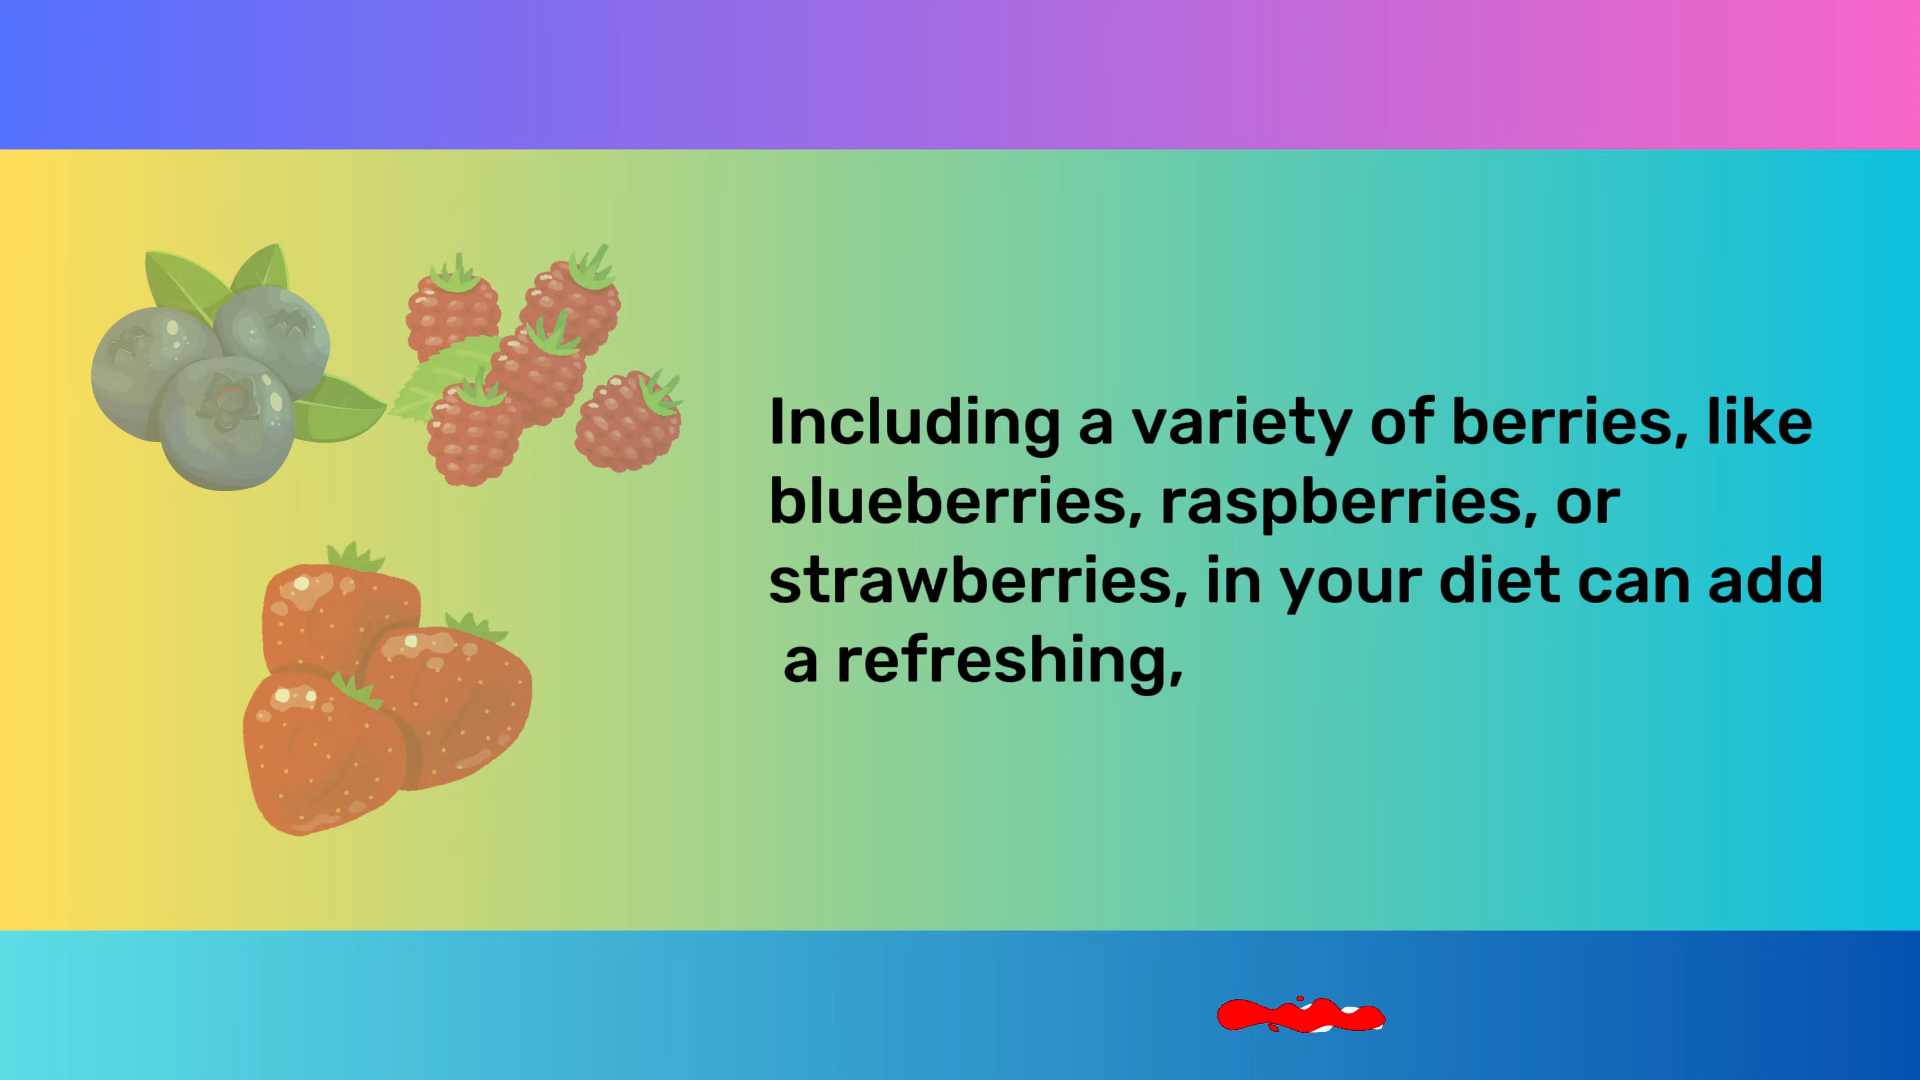 Including a variety of berries, like
blueberries, raspberries, or
strawberries, in your diet can add
a refreshing,